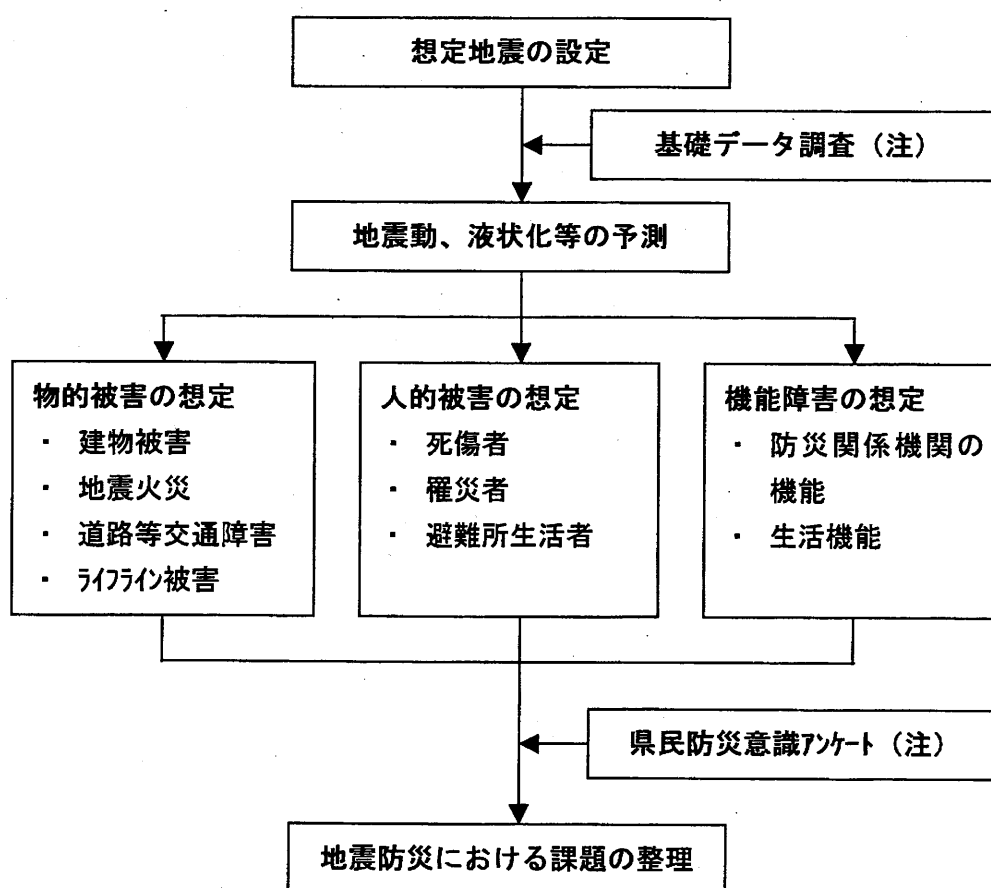 想定地震の設定
基礎データ調査（注）
地震動、液状化等の予測
物的被害の想定
・ 建物被害
・ 地震火災
・ 道路等交通障害
・ ﾗｲﾌﾗｲﾝ被害
人的被害の想定
・ 死傷者
・ 罹災者
・ 避難所生活者
機能障害の想定
・ 防災関係機関の
機能
・ 生活機能
県民防災意識ｱﾝｹｰﾄ（注）
地震防災における課題の整理